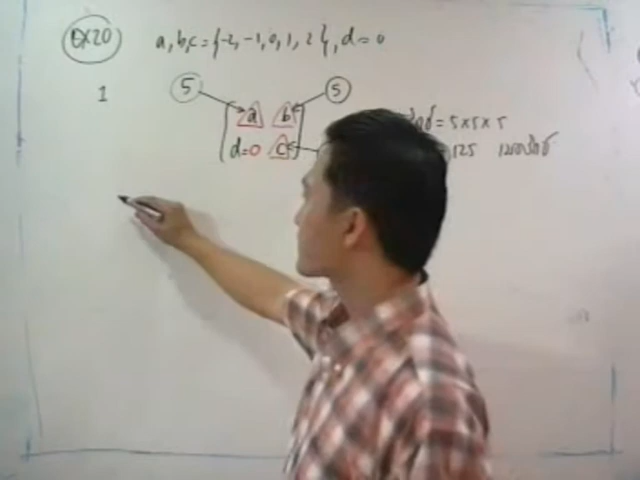 EX20 a, b, c = {-2, -1, 0, 1, 2}, d = 0
1 5 5
a b = 5×5×5
d=0 c 125